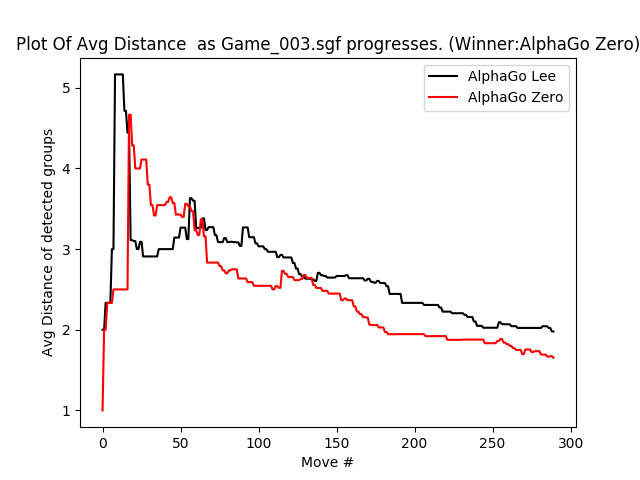 Plot Of Avg Distance  as Game_003.sgf progresses. (Winner:AlphaGo Zero)
AlphaGo Lee
AlphaGo Zero
Avg Distance of detected groups
5
4
3
2
1
0 50 100 150 200 250 300
Move #